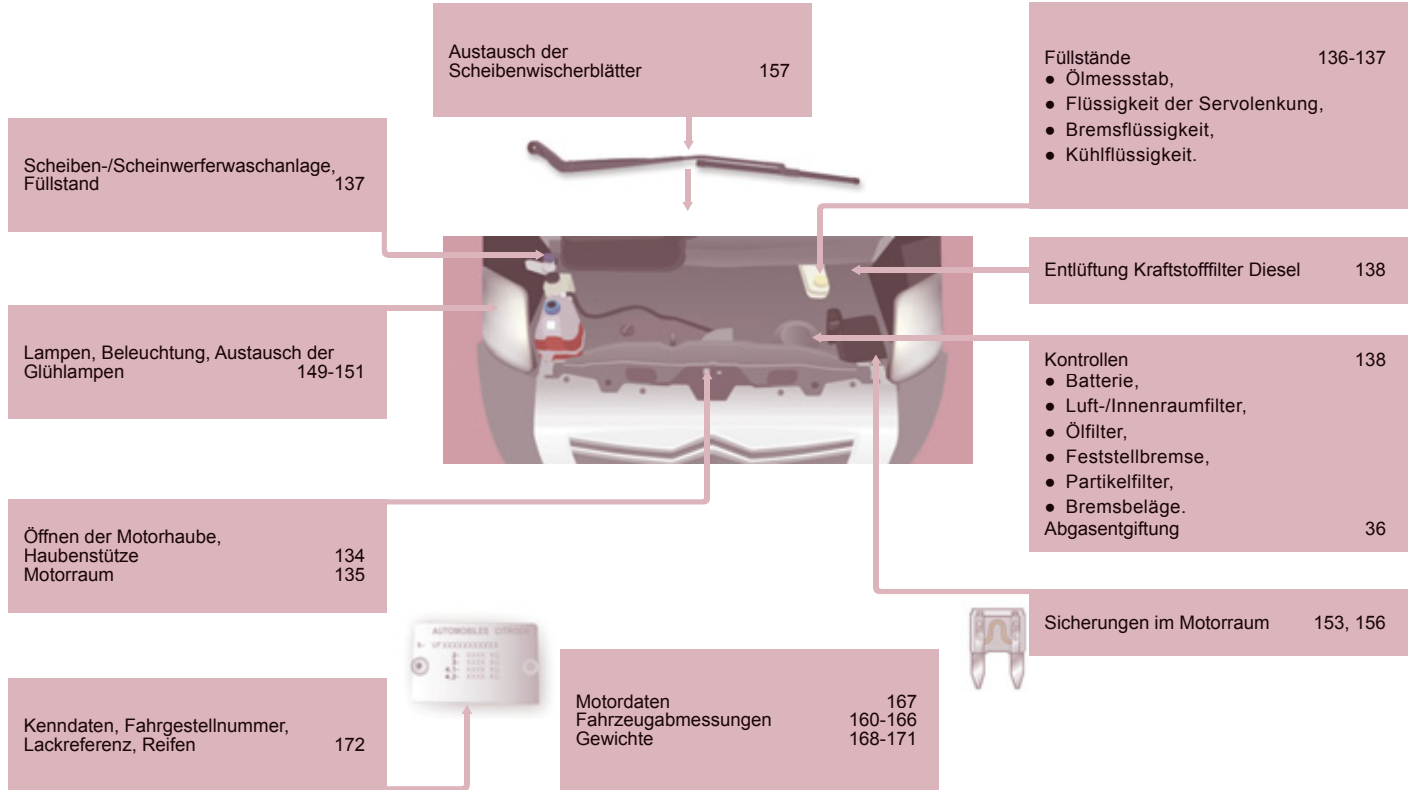 Austausch der
Scheibenwischerblätter 157
Füllstände 136-137
● Ölmessstab,
● Flüssigkeit der Servolenkung,
● Bremsflüssigkeit,
● Kühlflüssigkeit.
Scheiben-/Scheinwerferwaschanlage,
Füllstand 137
Entlüftung Kraftstofffilter Diesel 138
Lampen, Beleuchtung, Austausch der
Glühlampen 149-151
Kontrollen 138
● Batterie,
● Luft-/Innenraumfilter,
● Ölfilter,
● Feststellbremse,
● Partikelfilter,
● Bremsbeläge.
Abgasentgiftung 36
Öffnen der Motorhaube,
Haubenstütze 134
Motorraum 135
Sicherungen im Motorraum 153, 156
AUTOMOBILES CITROËN
Kenndaten, Fahrgestellnummer,
Lackreferenz, Reifen 172
Motordaten 167
Fahrzeugabmessungen 160-166
Gewichte 168-171